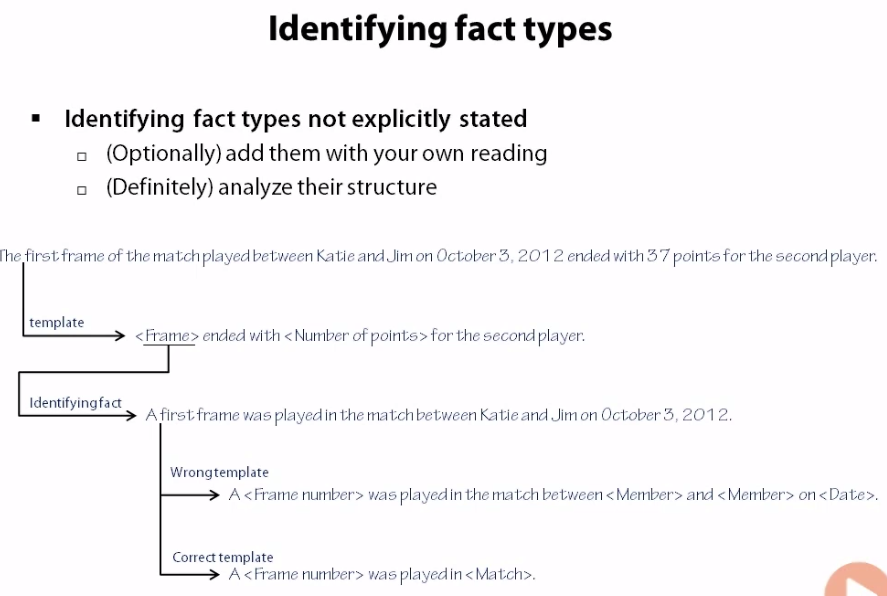 Identifying fact types
▪ Identifying fact types not explicitly stated
▫ (Optionally) add them with your own reading
▫ (Definitely) analyze their structure
The first frame of the match played between Katie and Jim on October 3, 2012 ended with 37 points for the second player.
template
<Frame> ended with <Number of points> for the second player.
Identifying fact
A first frame was played in the match between Katie and Jim on October 3, 2012.
Wrong template
A <Frame number> was played in the match between <Member> and <Member> on <Date>.
Correct template
A <Frame number> was played in <Match>.